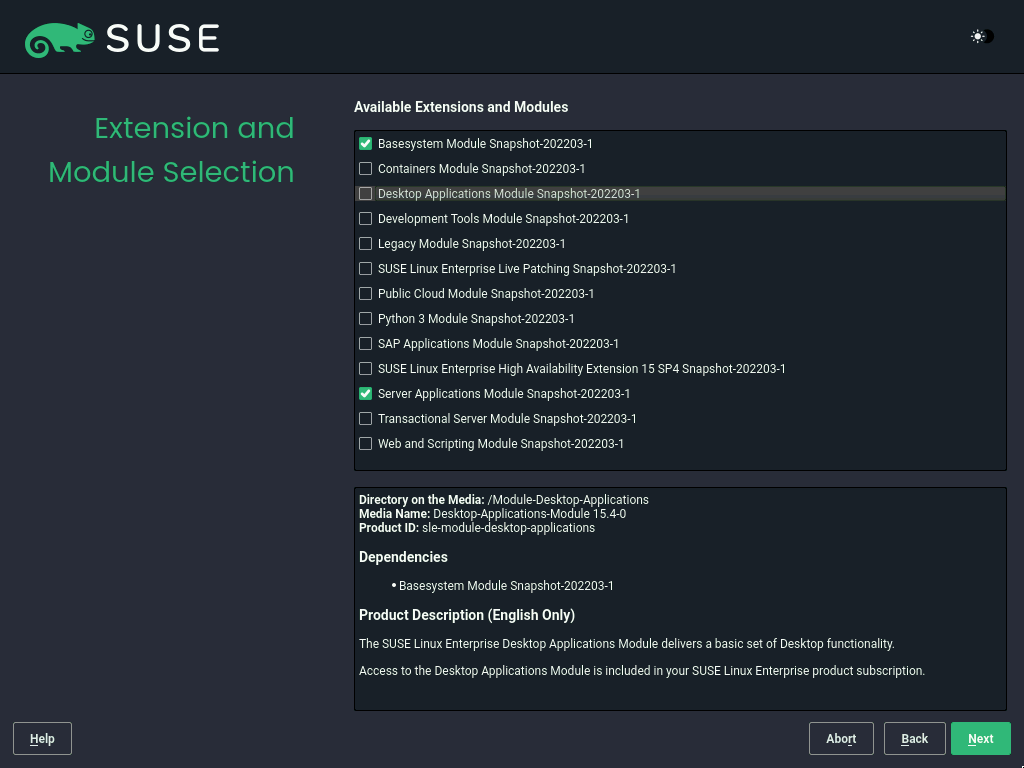 SUSE
Extension and
Module Selection
Available Extensions and Modules
Basesystem Module Snapshot-202203-1
Containers Module Snapshot-202203-1
Desktop Applications Module Snapshot-202203-1
Development Tools Module Snapshot-202203-1
Legacy Module Snapshot-202203-1
SUSE Linux Enterprise Live Patching Snapshot-202203-1
Public Cloud Module Snapshot-202203-1
Python 3 Module Snapshot-202203-1
SAP Applications Module Snapshot-202203-1
SUSE Linux Enterprise High Availability Extension 15 SP4 Snapshot-202203-1
Server Applications Module Snapshot-202203-1
Transactional Server Module Snapshot-202203-1
Web and Scripting Module Snapshot-202203-1
Directory on the Media: /Module-Desktop-Applications
Media Name: Desktop-Applications-Module 15.4-0
Product ID: sle-module-desktop-applications
Dependencies
• Basesystem Module Snapshot-202203-1
Product Description (English Only)
The SUSE Linux Enterprise Desktop Applications Module delivers a basic set of Desktop functionality.
Access to the Desktop Applications Module is included in your SUSE Linux Enterprise product subscription.
Help
Abort
Back
Next